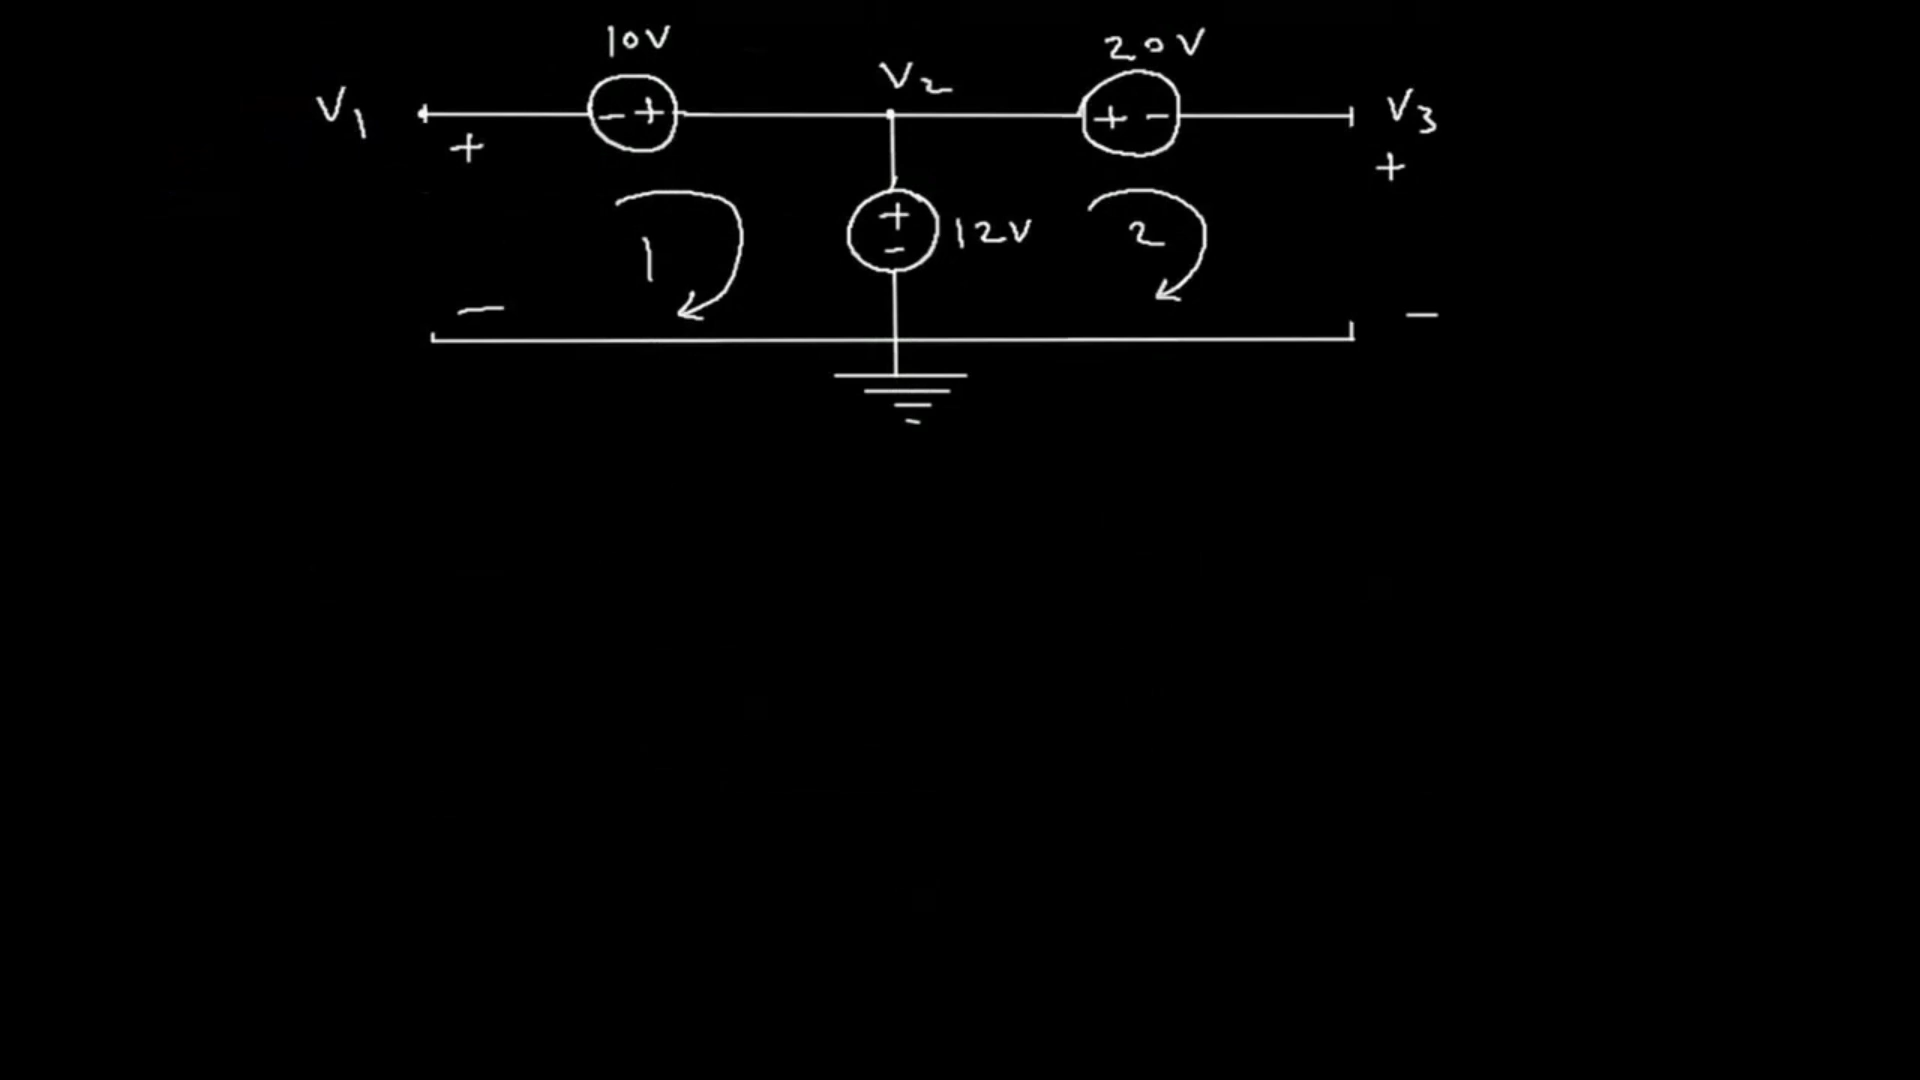 10V
20V
V2
V1
V3
+
- +
+ -
+
+
-
12V
1
2
-
-